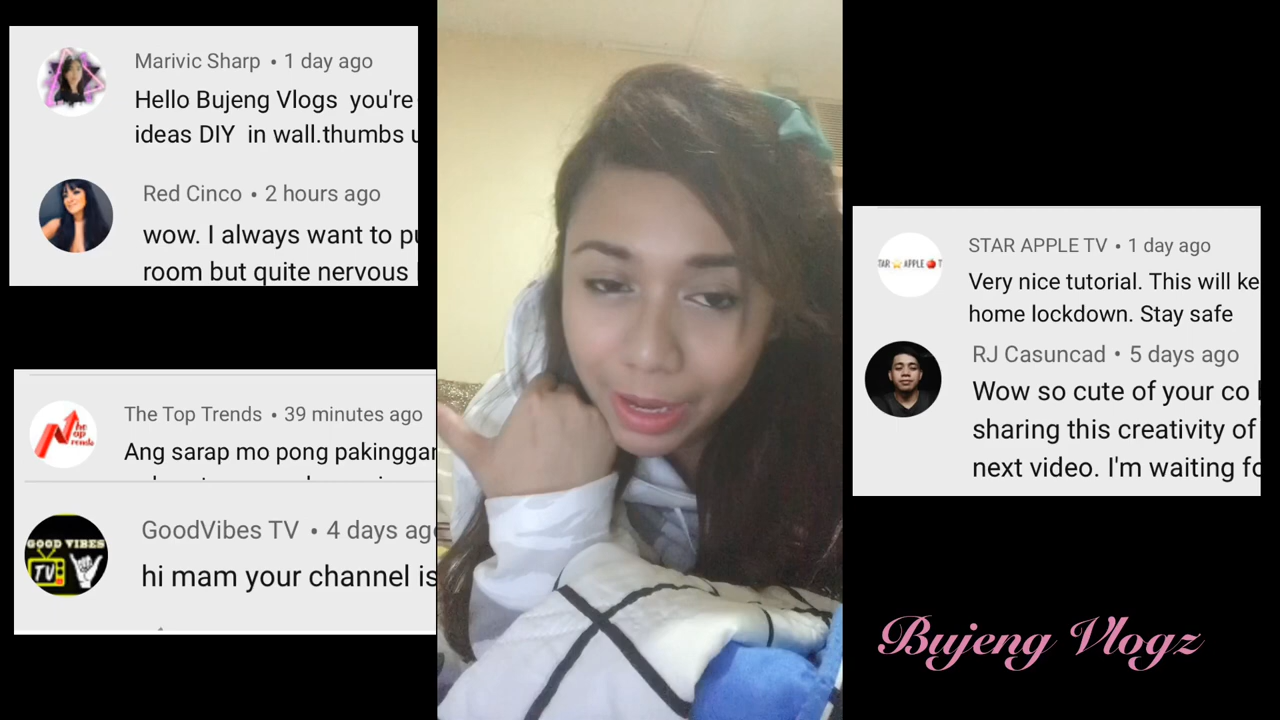 Marivic Sharp • 1 day ago
Hello Bujeng Vlogs you're
ideas DIY in wall.thumbs
Red Cinco • 2 hours ago
wow. I always want to
room but quite nervous
The Top Trends • 39 minutes ago
Ang sarap mo pong
GOOD VIBES
TV
GoodVibes TV • 4 days
hi mam your channel is
STAR APPLE TV • 1 day ago
Very nice tutorial. This will
home lockdown. Stay safe
RJ Casuncad • 5 days ago
Wow so cute of your co
sharing this creativity of
next video. I'm waiting
Bujeng Vlogz